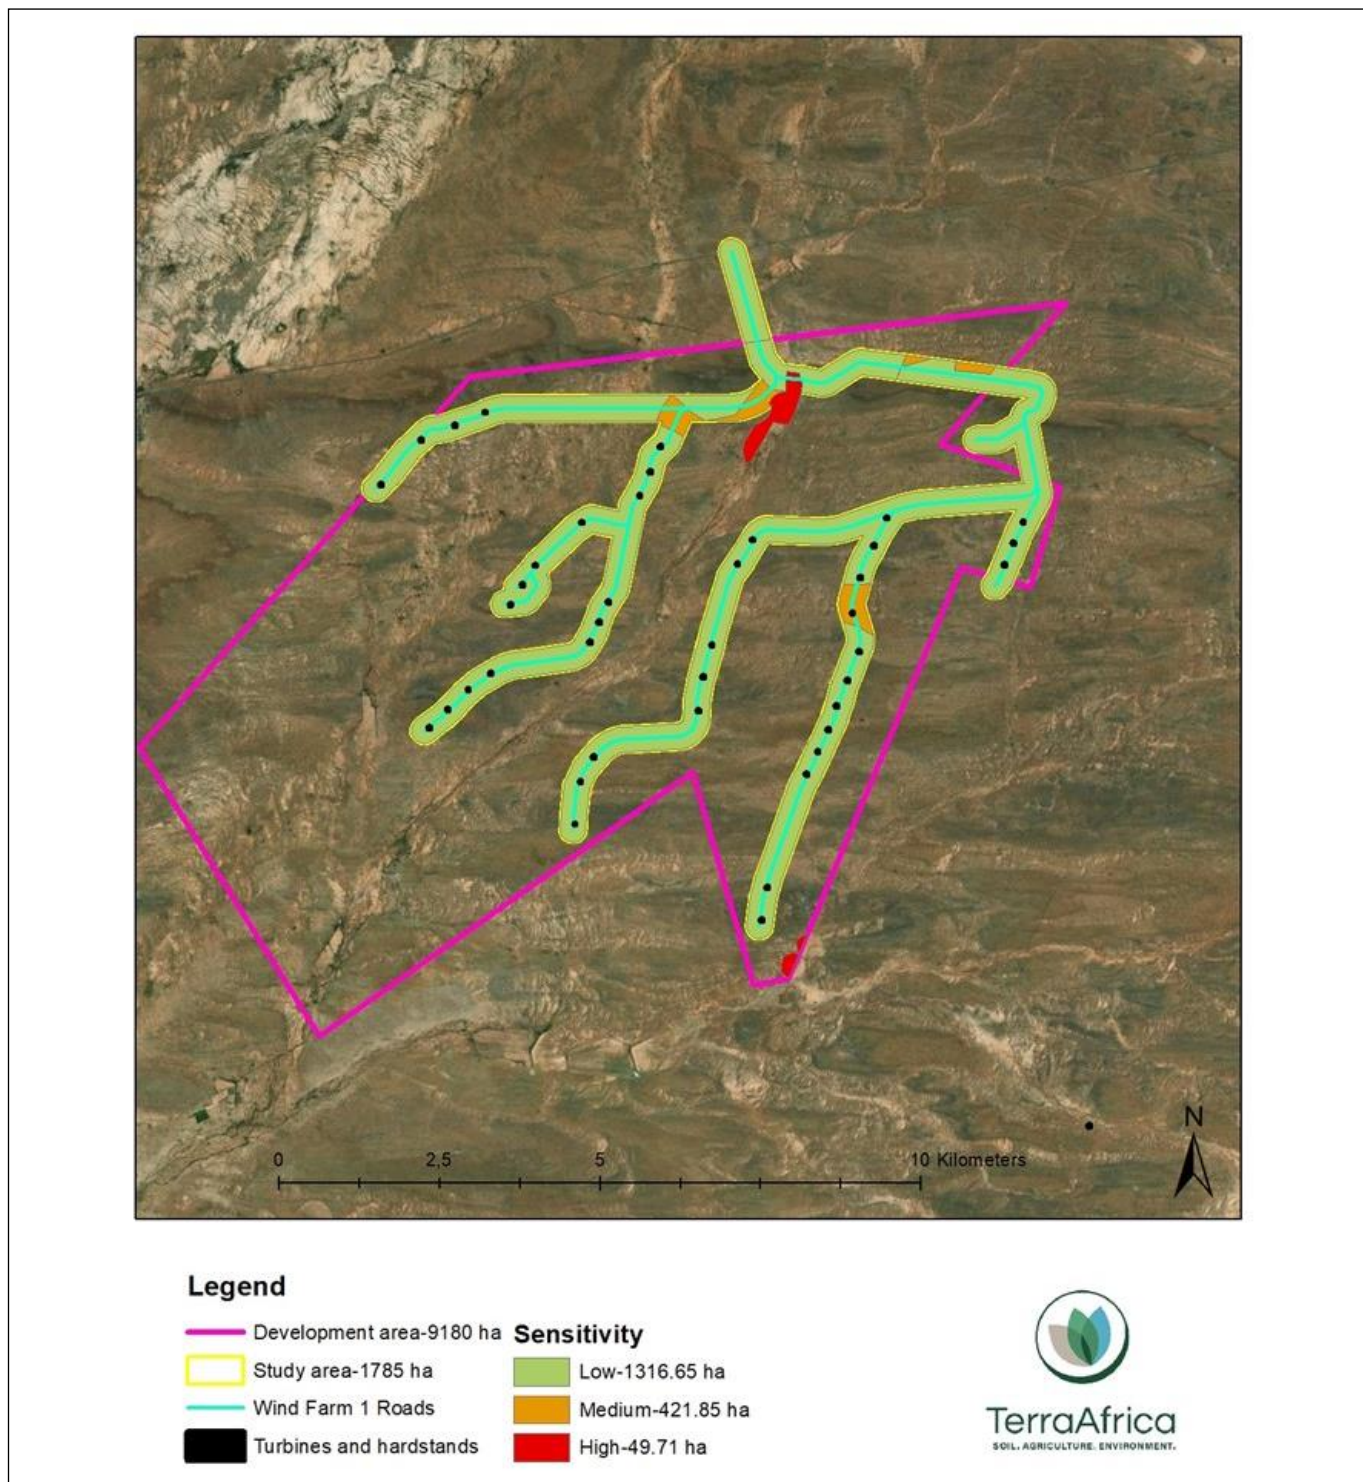 N
0 2,5 5 10 Kilometers
Legend
Development area-9180 ha
Study area-1785 ha
Wind Farm 1 Roads
Turbines and hardstands
Sensitivity
Low-1316.65 ha
Medium-421.85 ha
High-49.71 ha
TerraAfrica
SOIL. AGRICULTURE. ENVIRONMENT.